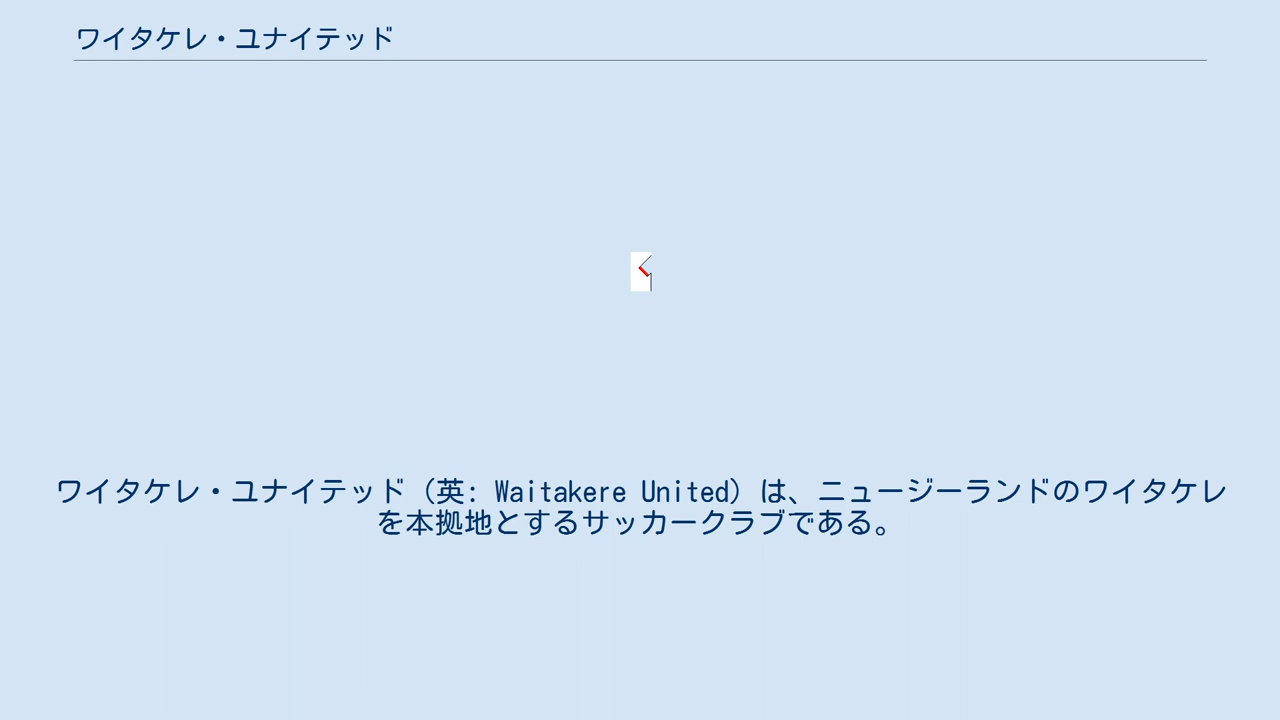 ワイタケレ・ユナイテッド
ワイタケレ・ユナイテッド（英: Waitakere United）は、ニュージーランドのワイタケレ
を本拠地とするサッカークラブである。